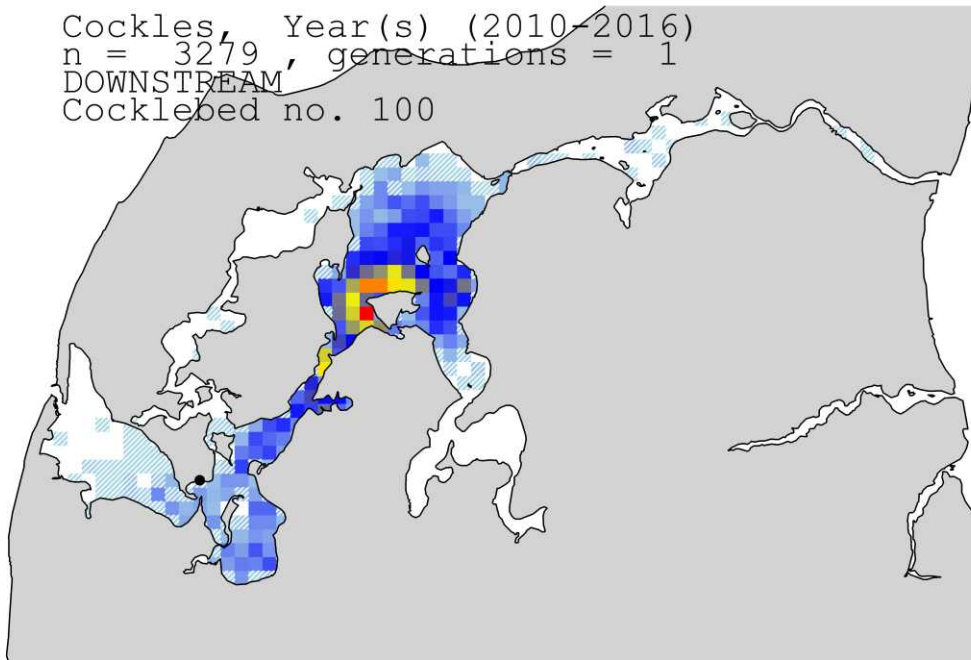 Cockles, Year(s) (2010-2016)
n = 3279 , generations = 1
DOWNSTREAM
Cocklebed no. 100